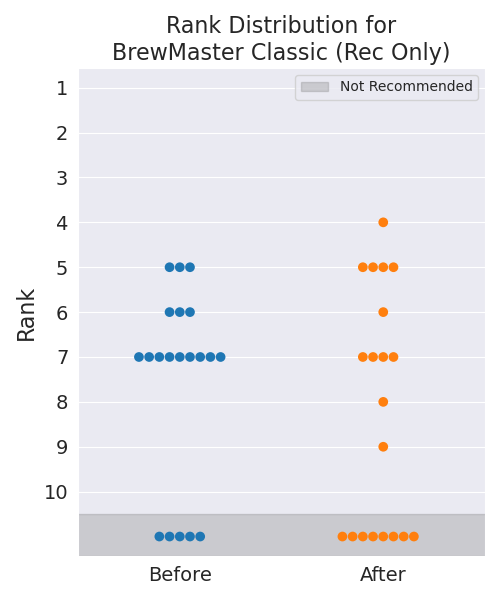 Rank Distribution for
BrewMaster Classic (Rec Only)
Not Recommended
Rank
1
2
3
4
5
6
7
8
9
10
Before
After